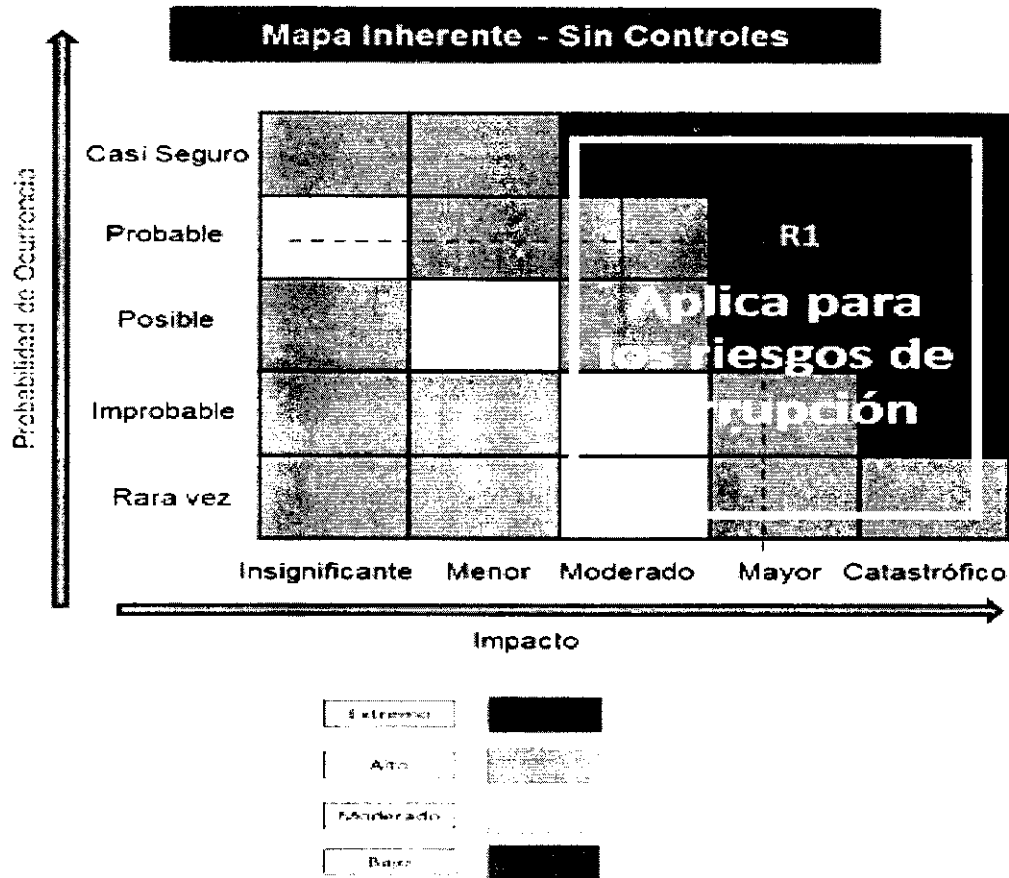 Mapa Inherente - Sin Controles
Probabilidad de Ocurrencia
Casi Seguro
Probable
Posible
Improbable
Rara vez
R1
Aplica para
los riesgos de
corrupción
Insignificante Menor Moderado Mayor Catastrófico
Impacto
Extremo
Alto
Moderado
Bajo